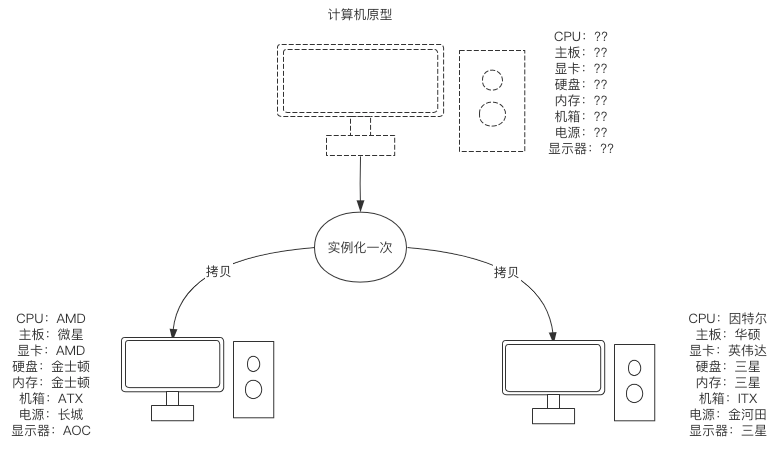 计算机原型
CPU：??
主板：??
显卡：??
硬盘：??
内存：??
机箱：??
电源：??
显示器：??
实例化一次
拷贝
拷贝
CPU：AMD
主板：微星
显卡：AMD
硬盘：金士顿
内存：金士顿
机箱：ATX
电源：长城
显示器：AOC
CPU：因特尔
主板：华硕
显卡：英伟达
硬盘：三星
内存：三星
机箱：ITX
电源：金河田
显示器：三星